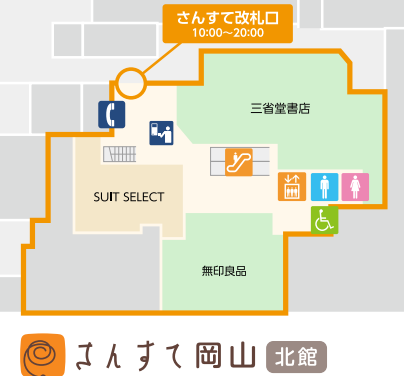 さんすて改札口
10:00〜20:00
三省堂書店
SUIT SELECT
無印良品
さんすて岡山 北館